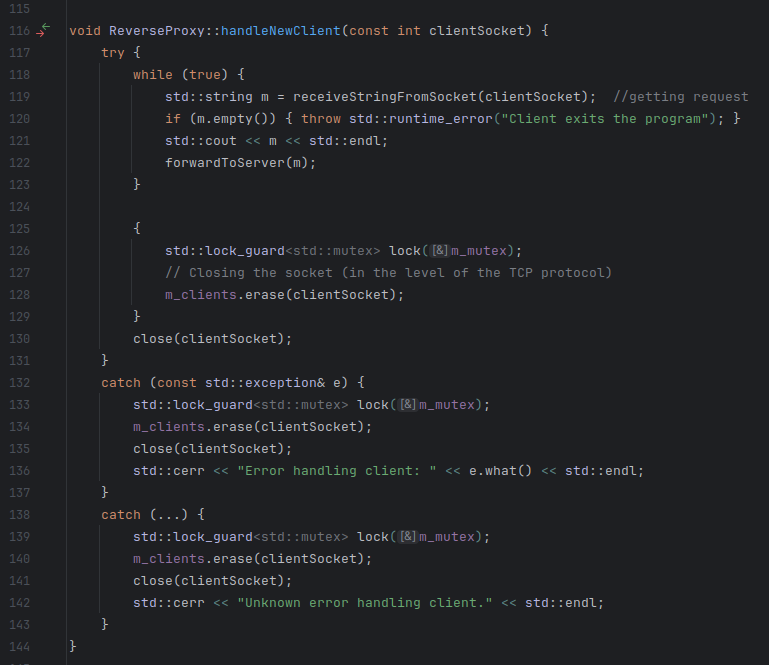 115
116 void ReverseProxy::handleNewClient(const int clientSocket) {
117     try {
118         while (true) {
119             std::string m = receiveStringFromSocket(clientSocket);  //getting request
120             if (m.empty()) { throw std::runtime_error("Client exits the program"); }
121             std::cout << m << std::endl;
122             forwardToServer(m);
123         }
124
125         {
126             std::lock_guard<std::mutex> lock([&]m_mutex);
127             // Closing the socket (in the level of the TCP protocol)
128             m_clients.erase(clientSocket);
129         }
130         close(clientSocket);
131     }
132     catch (const std::exception& e) {
133         std::lock_guard<std::mutex> lock([&]m_mutex);
134         m_clients.erase(clientSocket);
135         close(clientSocket);
136         std::cerr << "Error handling client: " << e.what() << std::endl;
137     }
138     catch (...) {
139         std::lock_guard<std::mutex> lock([&]m_mutex);
140         m_clients.erase(clientSocket);
141         close(clientSocket);
142         std::cerr << "Unknown error handling client." << std::endl;
143     }
144 }